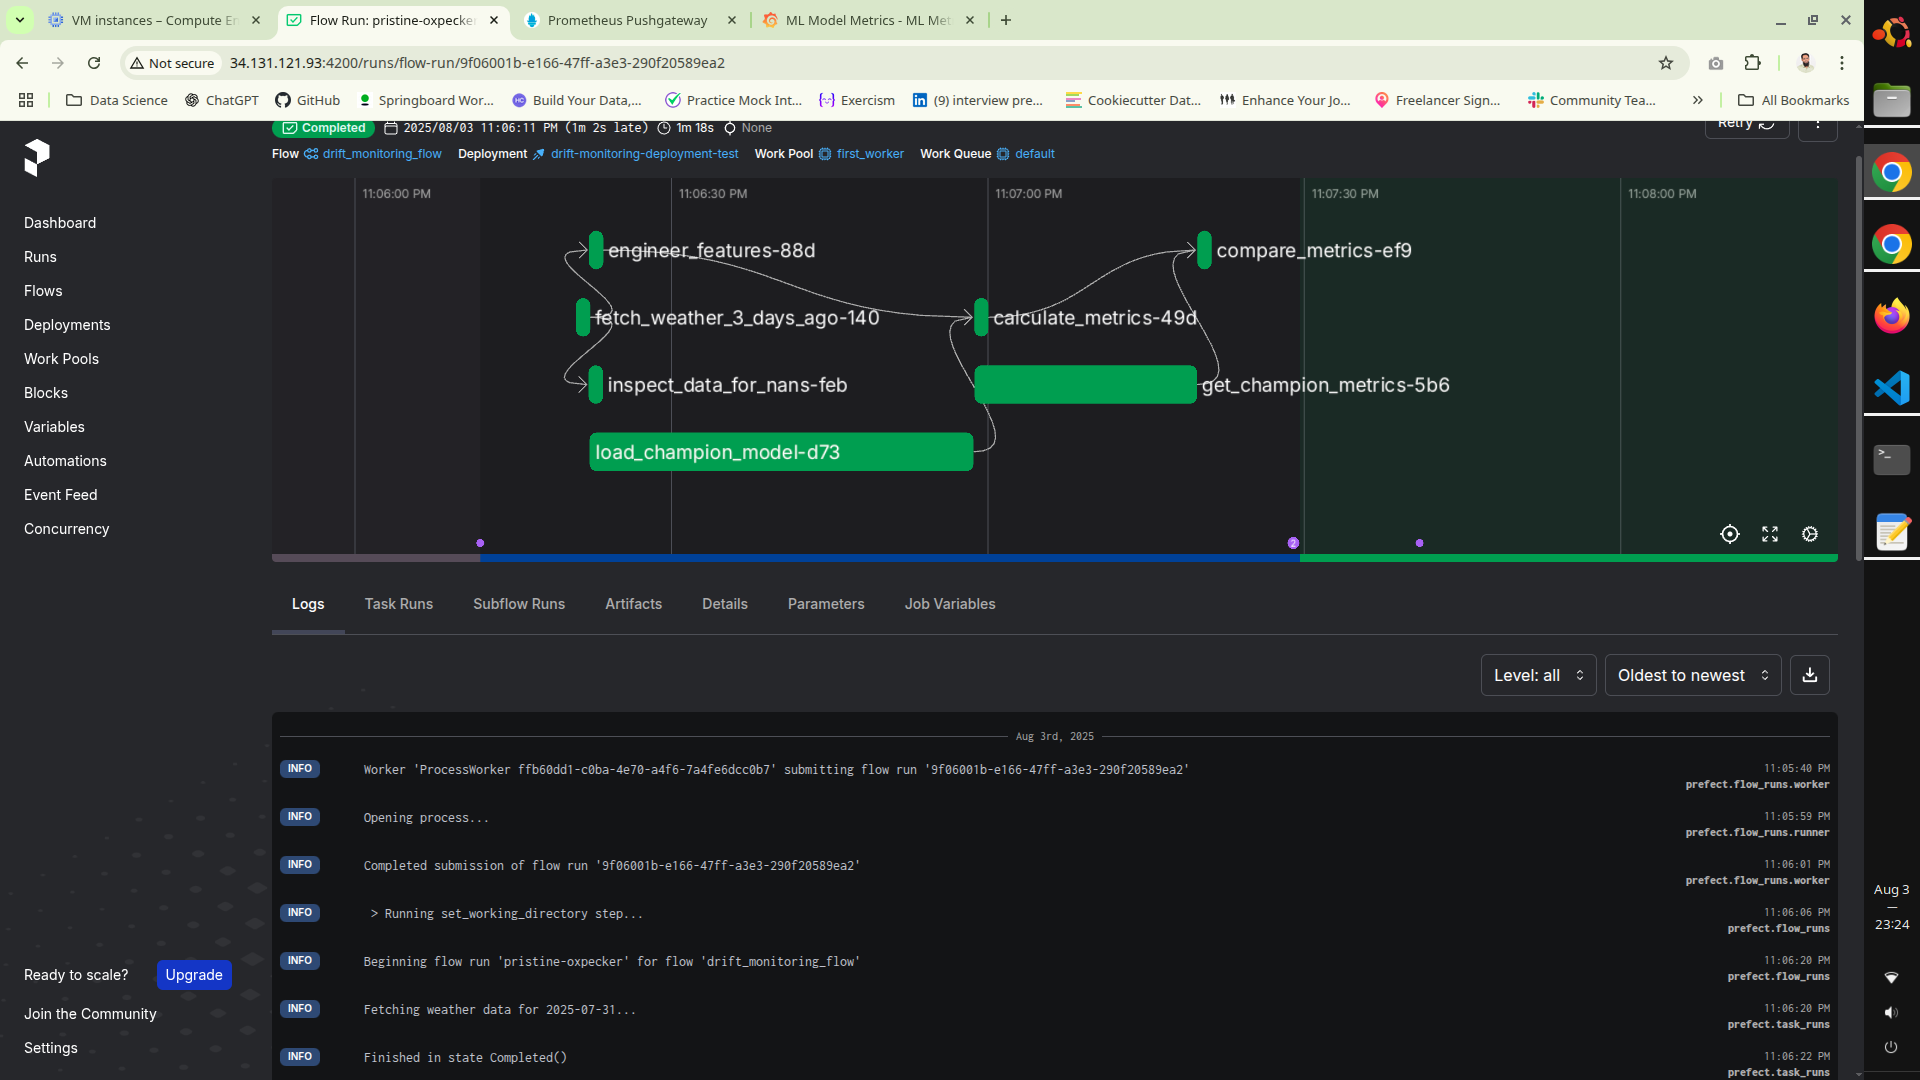 VM instances – Compute En
Flow Run: pristine-oxpecker
Prometheus Pushgateway
ML Model Metrics - ML Met
Not secure
34.131.121.93:4200/runs/flow-run/9f06001b-e166-47ff-a3e3-290f20589ea2
Data Science
ChatGPT
GitHub
Springboard Wor...
Build Your Data,...
Practice Mock Int...
Exercism
(9) interview pre...
Cookiecutter Dat...
Enhance Your Jo...
Freelancer Sign...
Community Tea...
All Bookmarks
Completed 2025/08/03 11:06:11 PM (1m 2s late) 1m 18s None
Retry
Flow drift_monitoring_flow Deployment drift-monitoring-deployment-test Work Pool first_worker Work Queue default
Dashboard
Runs
Flows
Deployments
Work Pools
Blocks
Variables
Automations
Event Feed
Concurrency
Ready to scale? Upgrade
Join the Community
Settings
11:06:00 PM 11:06:30 PM 11:07:00 PM 11:07:30 PM 11:08:00 PM
engineer_features-88d
compare_metrics-ef9
fetch_weather_3_days_ago-140
calculate_metrics-49d
inspect_data_for_nans-feb
get_champion_metrics-5b6
load_champion_model-d73
2
Logs Task Runs Subflow Runs Artifacts Details Parameters Job Variables
Level: all Oldest to newest
Aug 3rd, 2025
INFO Worker 'ProcessWorker ffb60dd1-c0ba-4e70-a4f6-7a4fe6dcc0b7' submitting flow run '9f06001b-e166-47ff-a3e3-290f20589ea2' 11:05:40 PM
prefect.flow_runs.worker
INFO Opening process... 11:05:59 PM
prefect.flow_runs.runner
INFO Completed submission of flow run '9f06001b-e166-47ff-a3e3-290f20589ea2' 11:06:01 PM
prefect.flow_runs.worker
INFO > Running set_working_directory step... 11:06:06 PM
prefect.flow_runs
INFO Beginning flow run 'pristine-oxpecker' for flow 'drift_monitoring_flow' 11:06:20 PM
prefect.flow_runs
INFO Fetching weather data for 2025-07-31... 11:06:20 PM
prefect.task_runs
INFO Finished in state Completed() 11:06:22 PM
prefect.task_runs
Aug 3
23:24